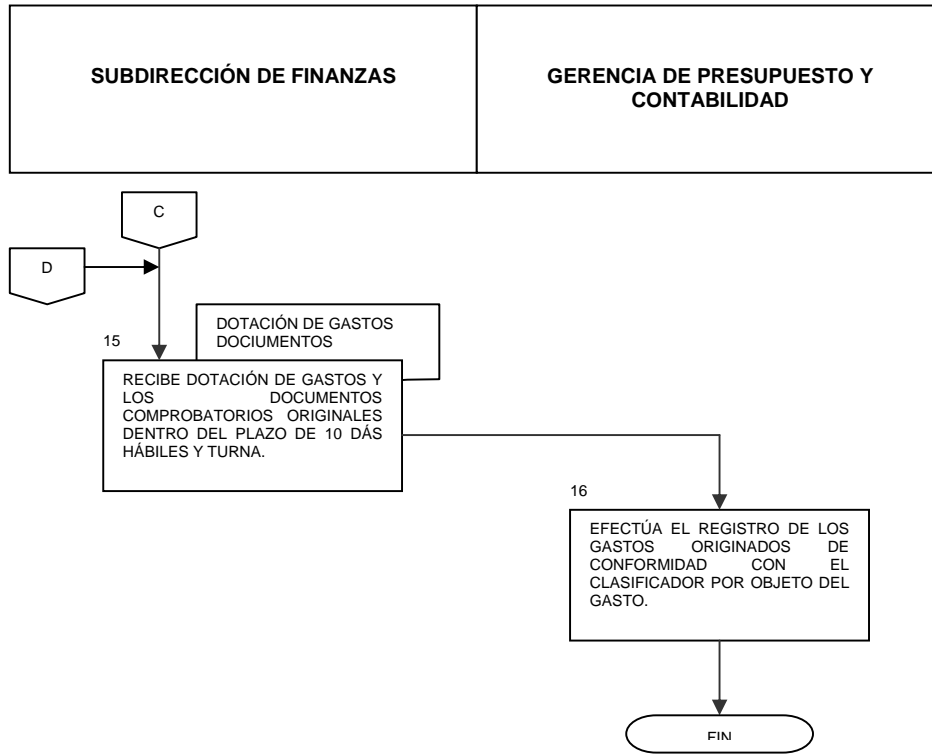 SUBDIRECCIÓN DE FINANZAS
GERENCIA DE PRESUPUESTO Y
CONTABILIDAD
C
D
DOTACIÓN DE GASTOS
DOCIUMENTOS
15
RECIBE DOTACIÓN DE GASTOS Y
LOS DOCUMENTOS
COMPROBATORIOS ORIGINALES
DENTRO DEL PLAZO DE 10 DÁS
HÁBILES Y TURNA.
16
EFECTÚA EL REGISTRO DE LOS
GASTOS ORIGINADOS DE
CONFORMIDAD CON EL
CLASIFICADOR POR OBJETO DEL
GASTO.
FIN